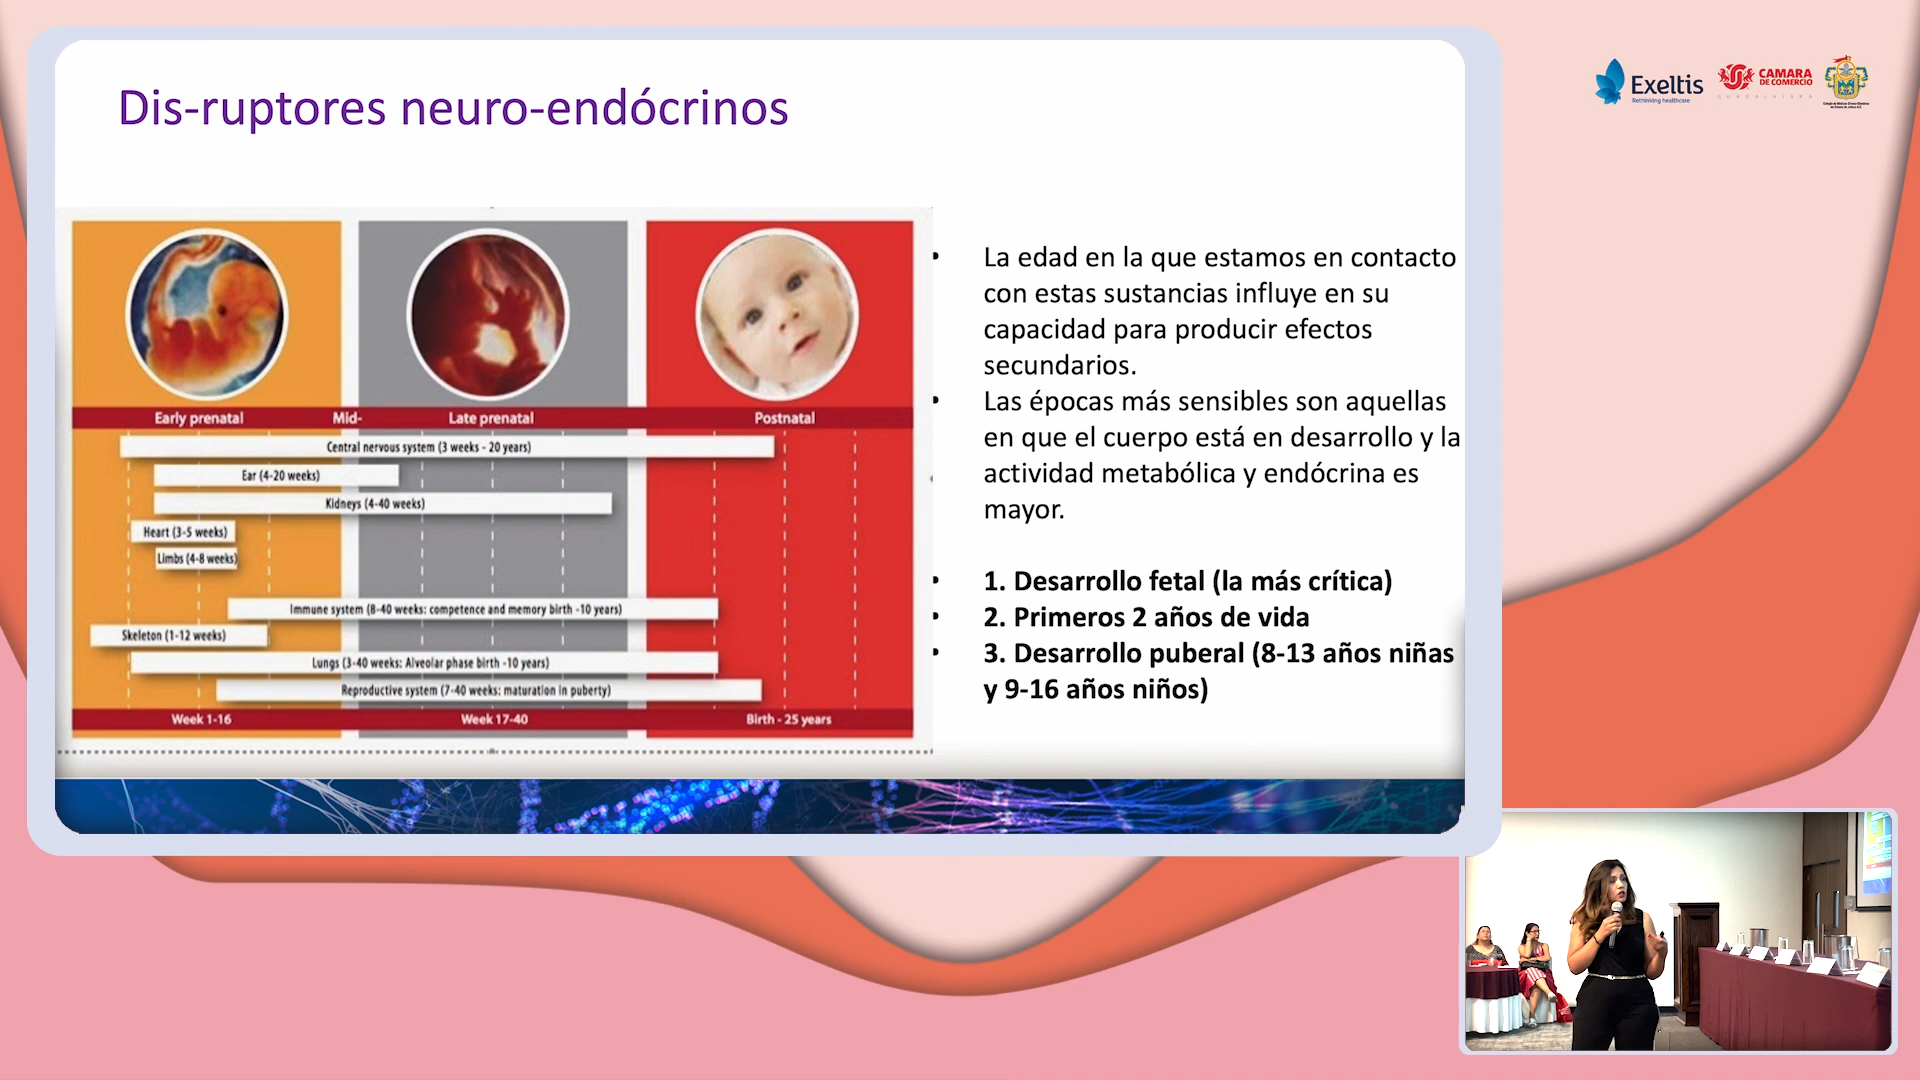 Dis-ruptores neuro-endócrinos
Exeltis
Rethinking healthcare
CAMARA
DE COMERCIO
GUADALAJARA
Early prenatal
Mid-
Late prenatal
Postnatal
Central nervous system (3 weeks - 20 years)
Ear (4-20 weeks)
Kidneys (4-40 weeks)
Heart (3-5 weeks)
Limbs (4-8 weeks)
Immune system (8-40 weeks: competence and memory birth -10 years)
Skeleton (1-12 weeks)
Lungs (3-40 weeks: Alveolar phase birth -10 years)
Reproductive system (7-40 weeks: maturation in puberty)
Week 1-16
Week 17-40
Birth - 25 years
• La edad en la que estamos en contacto
con estas sustancias influye en su
capacidad para producir efectos
secundarios.
• Las épocas más sensibles son aquellas
en que el cuerpo está en desarrollo y la
actividad metabólica y endócrina es
mayor.
• 1. Desarrollo fetal (la más crítica)
• 2. Primeros 2 años de vida
• 3. Desarrollo puberal (8-13 años niñas
y 9-16 años niños)